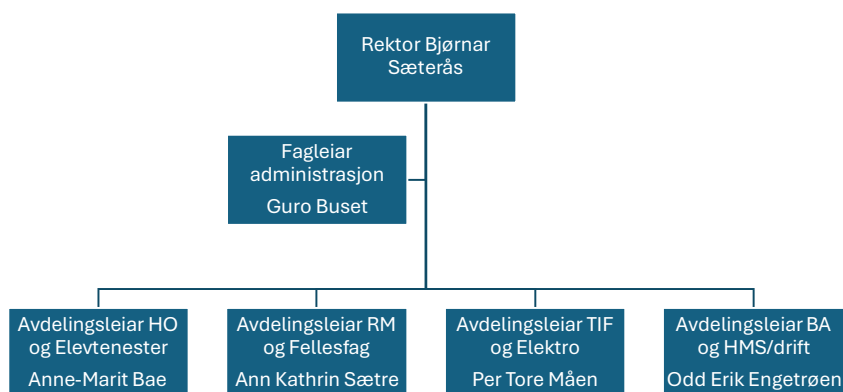 Rektor Bjørnar
Sæterås
Fagleiar
administrasjon
Guro Buset
Avdelingsleiar HO
og Elevtenester
Anne-Marit Bae
Avdelingsleiar RM
og Fellesfag
Ann Kathrin Sætre
Avdelingsleiar TIF
og Elektro
Per Tore Måen
Avdelingsleiar BA
og HMS/drift
Odd Erik Engetrøen